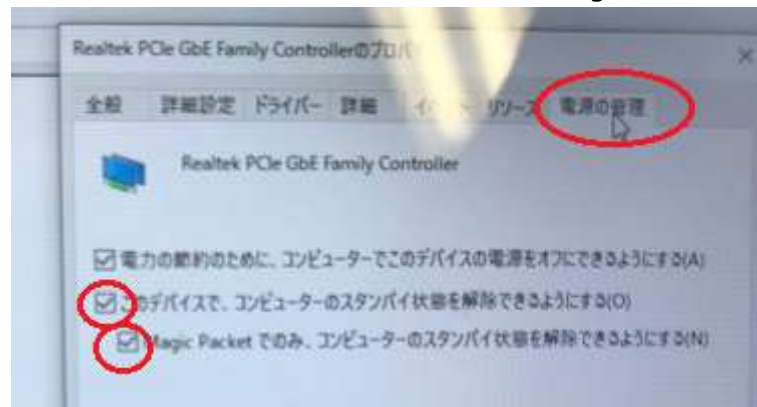 Realtek PCIe GbE Family Controllerのプロパ
全般 詳細設定 ドライバー 詳細 リソース 電源の管理
Realtek PCIe GbE Family Controller
電力の節約のために、コンピューターでこのデバイスの電源をオフにできるようにする(A)
このデバイスで、コンピューターのスタンバイ状態を解除できるようにする(O)
Magic Packet でのみ、コンピューターのスタンバイ状態を解除できるようにする(N)